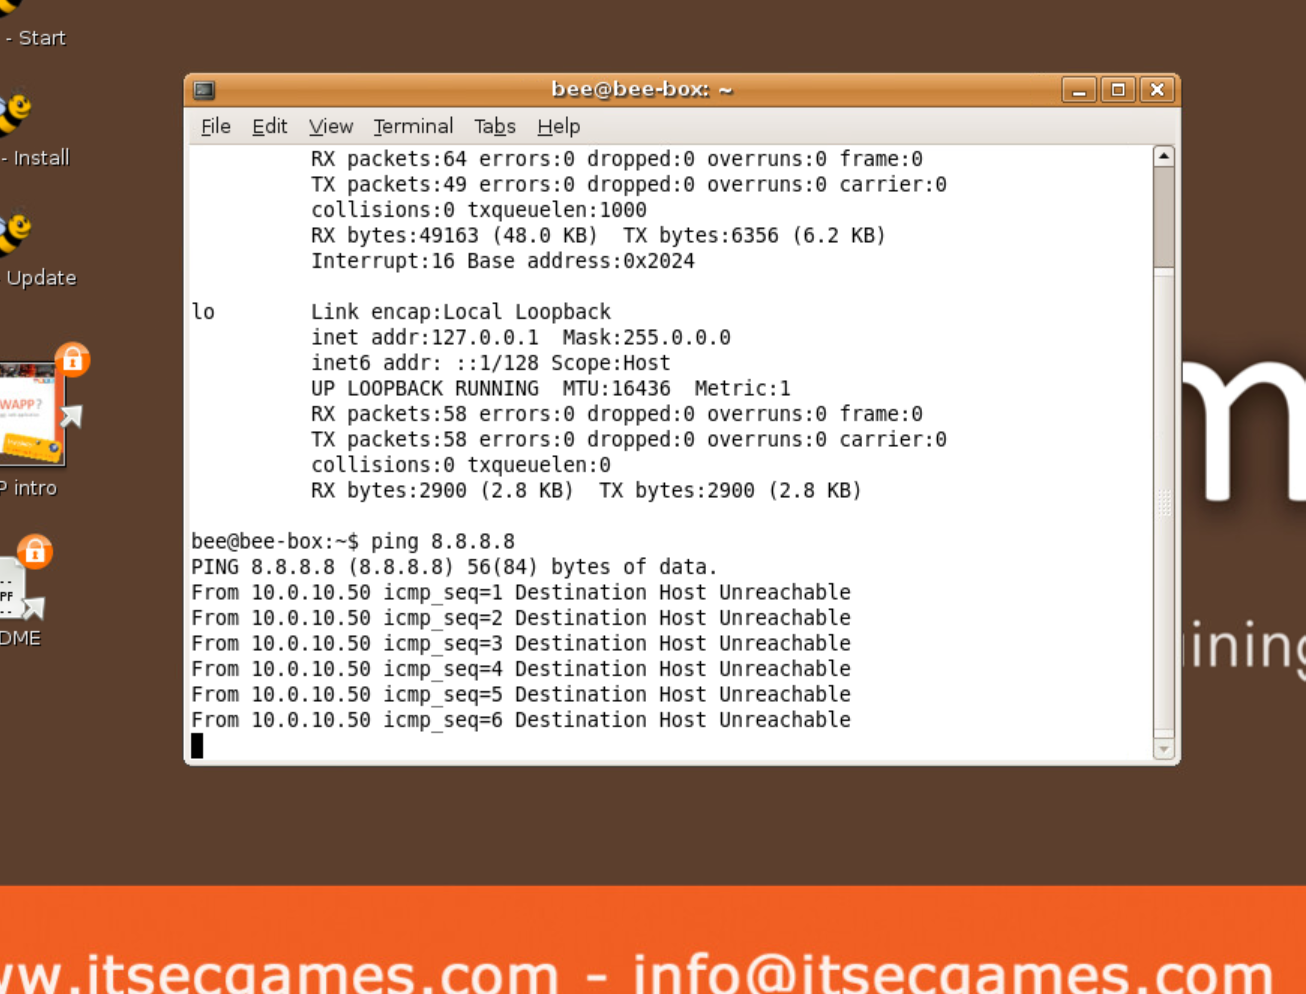 - Start
- Install
Update
WAPP?
P intro
DME
bee@bee-box: ~
File Edit View Terminal Tabs Help
RX packets:64 errors:0 dropped:0 overruns:0 frame:0
TX packets:49 errors:0 dropped:0 overruns:0 carrier:0
collisions:0 txqueuelen:1000
RX bytes:49163 (48.0 KB)  TX bytes:6356 (6.2 KB)
Interrupt:16 Base address:0x2024
lo        Link encap:Local Loopback
inet addr:127.0.0.1  Mask:255.0.0.0
inet6 addr: ::1/128 Scope:Host
UP LOOPBACK RUNNING  MTU:16436  Metric:1
RX packets:58 errors:0 dropped:0 overruns:0 frame:0
TX packets:58 errors:0 dropped:0 overruns:0 carrier:0
collisions:0 txqueuelen:0
RX bytes:2900 (2.8 KB)  TX bytes:2900 (2.8 KB)
bee@bee-box:~$ ping 8.8.8.8
PING 8.8.8.8 (8.8.8.8) 56(84) bytes of data.
From 10.0.10.50 icmp_seq=1 Destination Host Unreachable
From 10.0.10.50 icmp_seq=2 Destination Host Unreachable
From 10.0.10.50 icmp_seq=3 Destination Host Unreachable
From 10.0.10.50 icmp_seq=4 Destination Host Unreachable
From 10.0.10.50 icmp_seq=5 Destination Host Unreachable
From 10.0.10.50 icmp_seq=6 Destination Host Unreachable
m
ining
ww.itsecgames.com - info@itsecgames.com